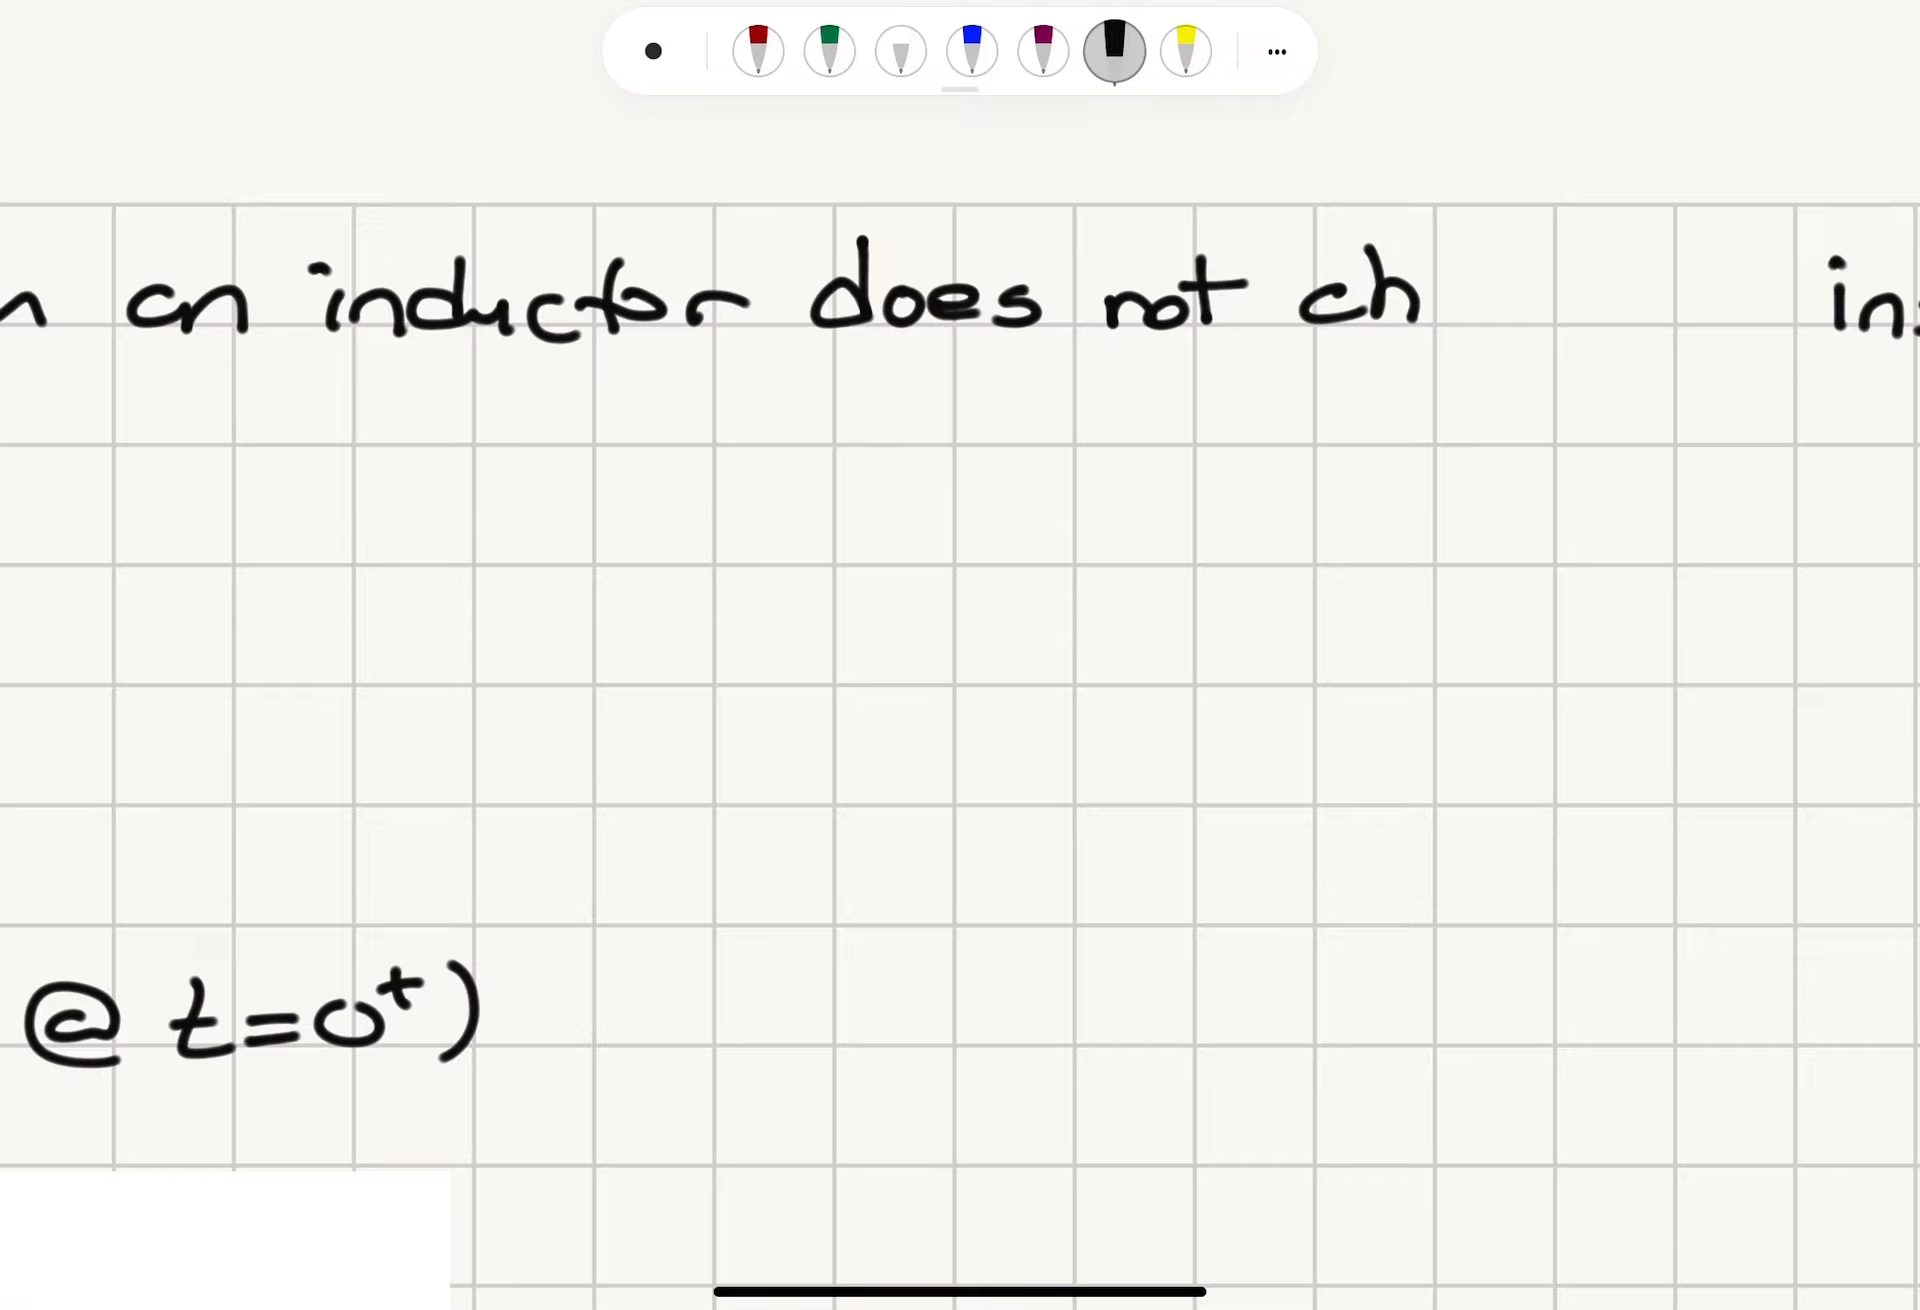 an inductor does not ch
@ t=0⁺)